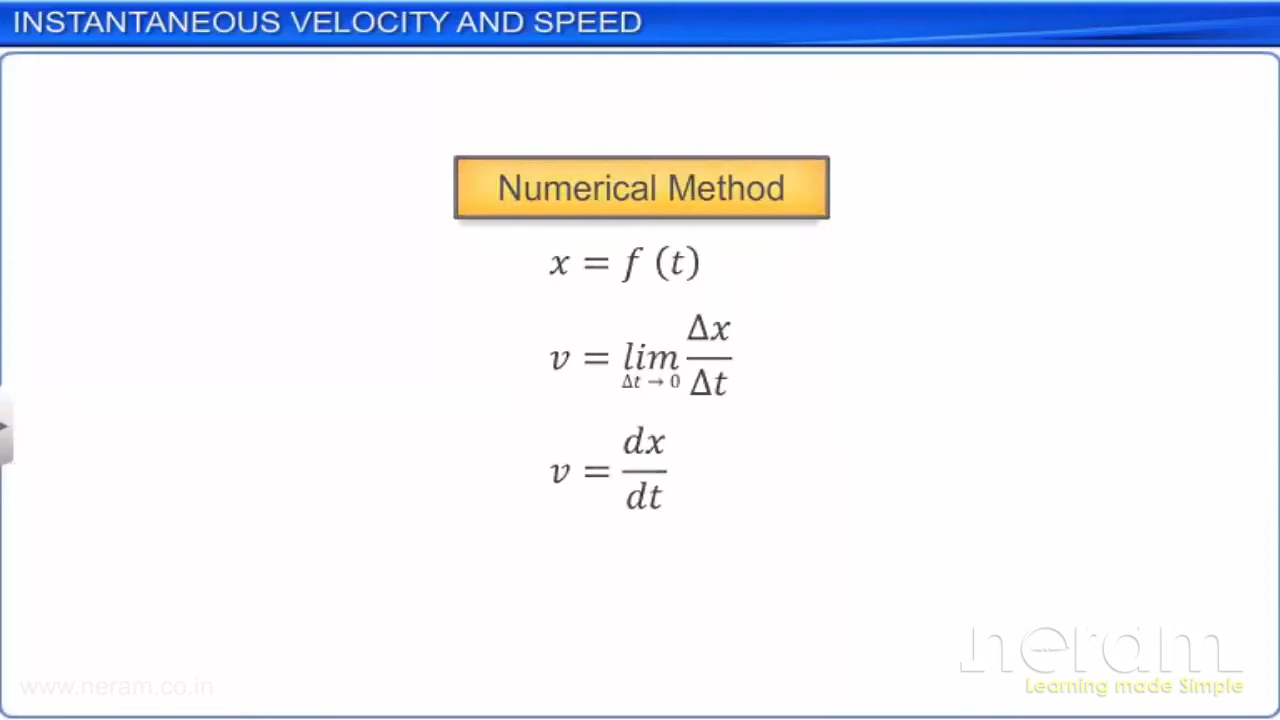 INSTANTANEOUS VELOCITY AND SPEED
Numerical Method
x = f (t)
v = lim Δt → 0 Δx/Δt
v = dx/dt
neram
Learning made Simple
www.neram.co.in